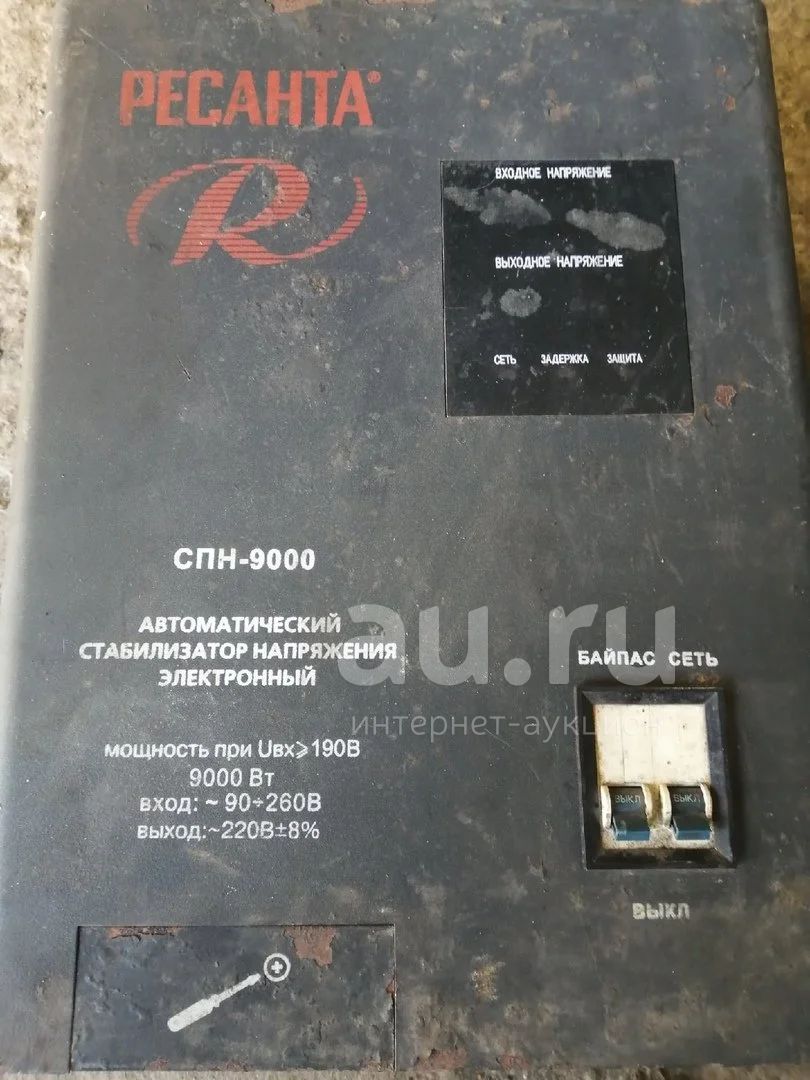 РЕСАНТА®
R
ВХОДНОЕ НАПРЯЖЕНИЕ
ВЫХОДНОЕ НАПРЯЖЕНИЕ
СЕТЬ ЗАДЕРЖКА ЗАЩИТА
СПН-9000
АВТОМАТИЧЕСКИЙ
СТАБИЛИЗАТОР НАПРЯЖЕНИЯ
ЭЛЕКТРОННЫЙ
au.ru
интернет-аукцион
БАЙПАС СЕТЬ
мощность при Uвх⩾190В
9000 Вт
вход: ~ 90÷260В
выход:~220В±8%
ВЫКЛ ВЫКЛ
ВЫКЛ